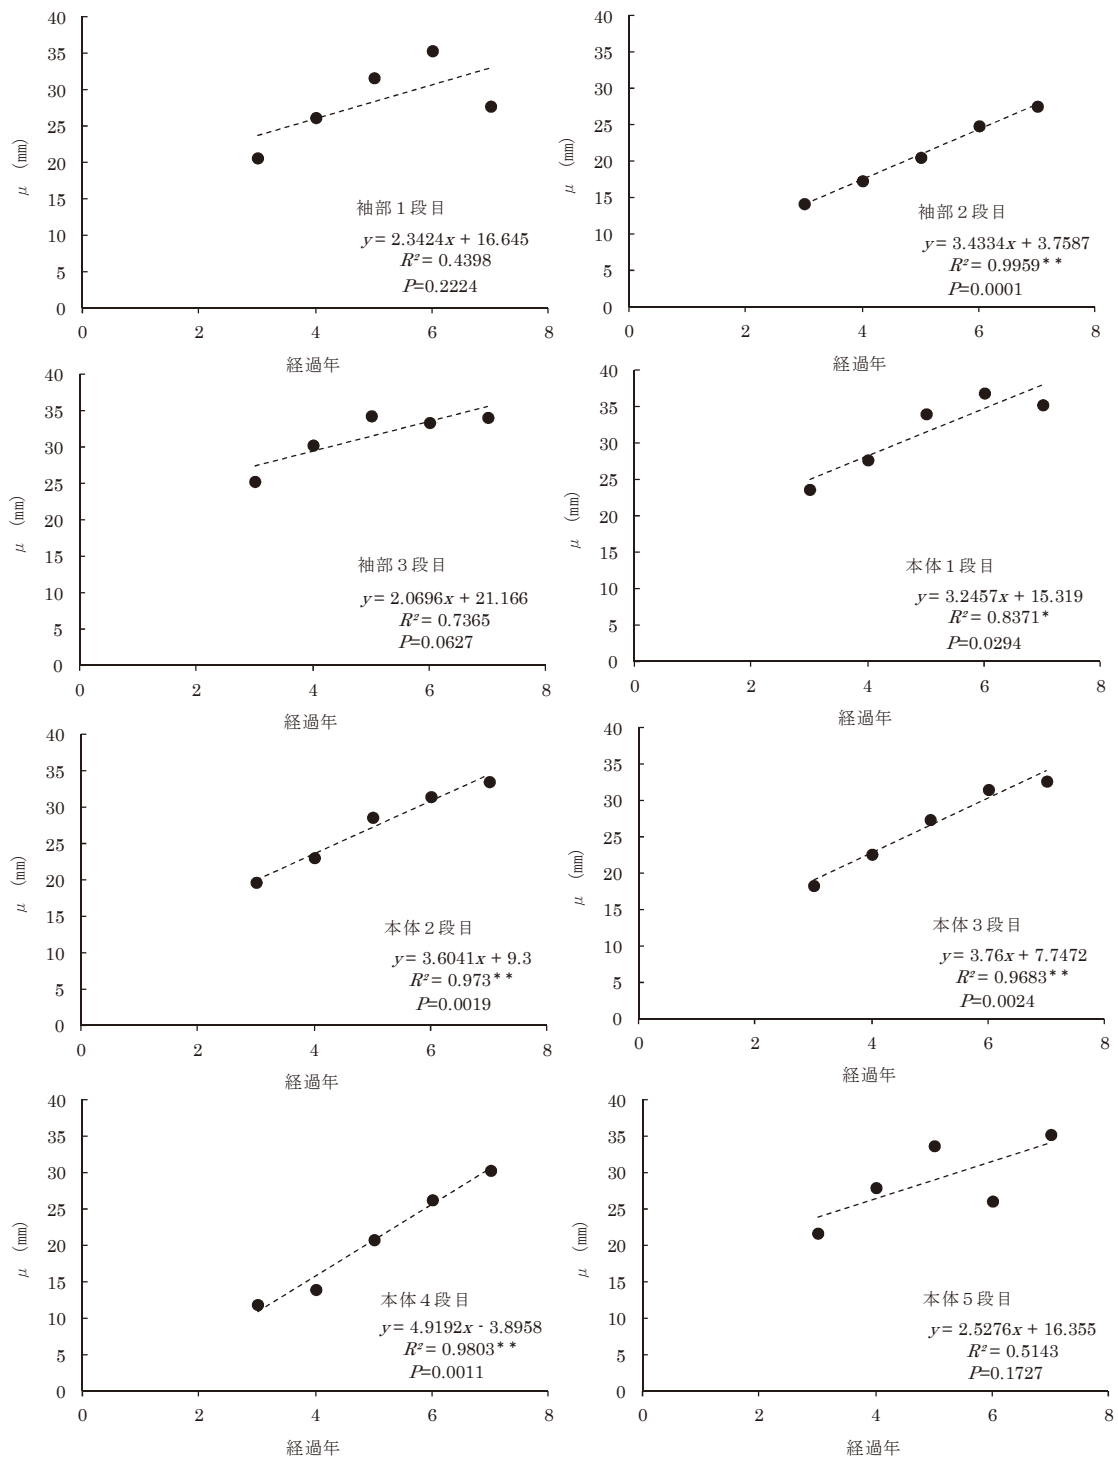 40
35
30
25
20
15
10
5
0
μ (mm)
袖部１段目
y= 2.3424x + 16.645
R²= 0.4398
P=0.2224
0 2 4 6 8
経過年
40
35
30
25
20
15
10
5
0
μ (mm)
袖部２段目
y= 3.4334x + 3.7587
R²= 0.9959**
P=0.0001
0 2 4 6 8
経過年
40
35
30
25
20
15
10
5
0
μ (mm)
袖部３段目
y= 2.0696x + 21.166
R²= 0.7365
P=0.0627
0 2 4 6 8
経過年
40
35
30
25
20
15
10
5
0
μ (mm)
本体１段目
y= 3.2457x + 15.319
R²= 0.8371*
P=0.0294
0 2 4 6 8
経過年
40
35
30
25
20
15
10
5
0
μ (mm)
本体２段目
y= 3.6041x + 9.3
R²= 0.973**
P=0.0019
0 2 4 6 8
経過年
40
35
30
25
20
15
10
5
0
μ (mm)
本体３段目
y= 3.76x + 7.7472
R²= 0.9683**
P=0.0024
0 2 4 6 8
経過年
40
35
30
25
20
15
10
5
0
μ (mm)
本体４段目
y= 4.9192x - 3.8958
R²= 0.9803**
P=0.0011
0 2 4 6 8
経過年
40
35
30
25
20
15
10
5
0
μ (mm)
本体５段目
y= 2.5276x + 16.355
R²= 0.5143
P=0.1727
0 2 4 6 8
経過年